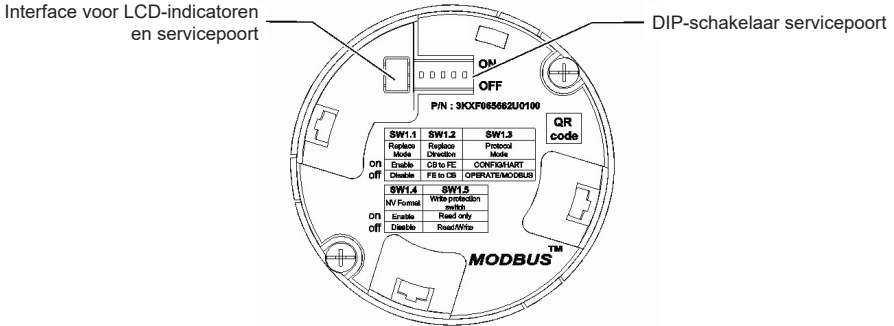 Interface voor LCD-indicatoren
en servicepoort
DIP-schakelaar servicepoort
ON
OFF
P/N : 3KXF065662U0100
QR
code
SW1.1 SW1.2 SW1.3
Replace Replace Protocol
Mode Direction Mode
on Enable CB to FE CONFIG/HART
off Disable FE to CB OPERATE/MODBUS
SW1.4 SW1.5
NV Format Write protection
switch
on Enable Read only
off Disable Read/Write
MODBUS™